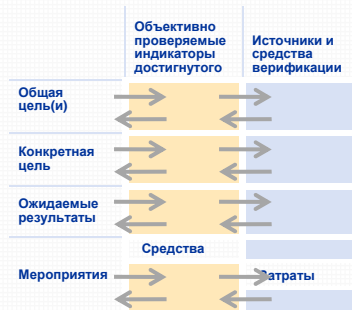 Объективно
проверяемые
индикаторы
достигнутого
Источники и
средства
верификации
Общая
цель(и)
Конкретная
цель
Ожидаемые
результаты
Средства
Мероприятия
Затраты